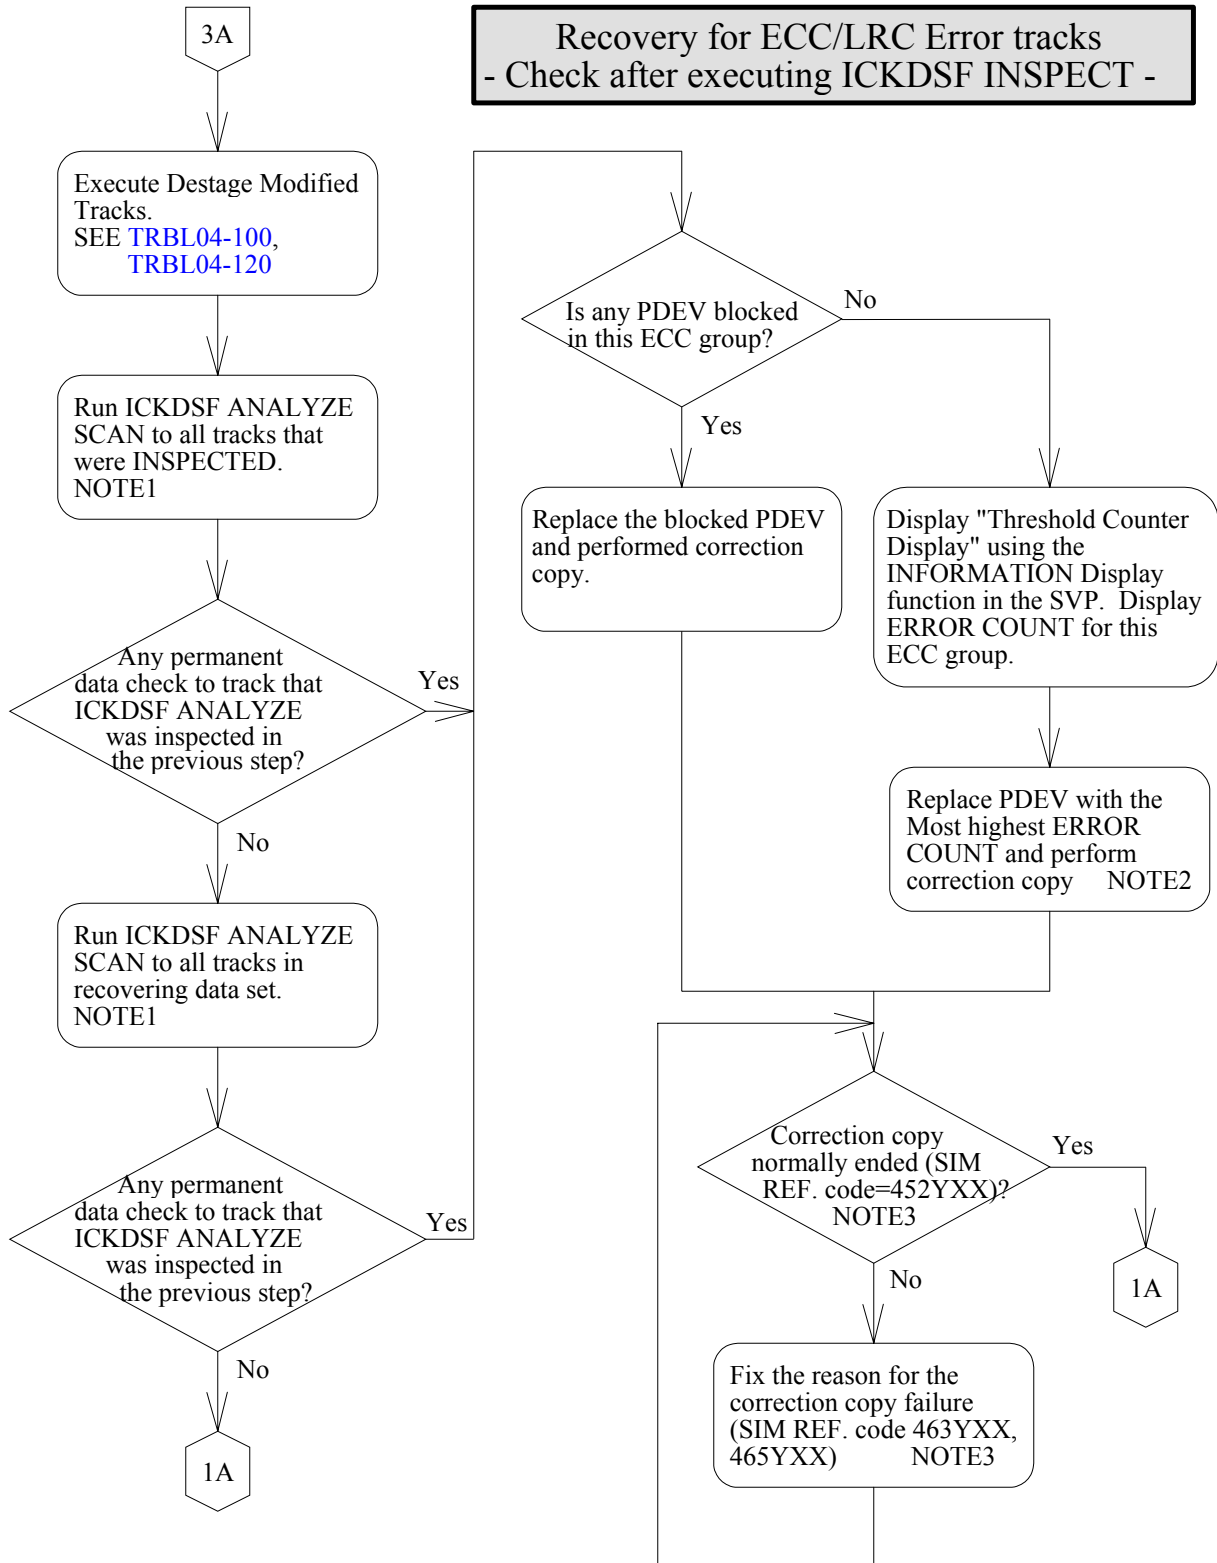 3A
Recovery for ECC/LRC Error tracks
- Check after executing ICKDSF INSPECT -
Execute Destage Modified
Tracks.
SEE TRBL04-100,
TRBL04-120
Run ICKDSF ANALYZE
SCAN to all tracks that
were INSPECTED.
NOTE1
Any permanent
data check to track that
ICKDSF ANALYZE
was inspected in
the previous step?
Yes
No
Run ICKDSF ANALYZE
SCAN to all tracks in
recovering data set.
NOTE1
Any permanent
data check to track that
ICKDSF ANALYZE
was inspected in
the previous step?
Yes
No
1A
Is any PDEV blocked
in this ECC group?
No
Yes
Replace the blocked PDEV
and performed correction
copy.
Display "Threshold Counter
Display" using the
INFORMATION Display
function in the SVP.  Display
ERROR COUNT for this
ECC group.
Replace PDEV with the
Most highest ERROR
COUNT and perform
correction copy NOTE2
Correction copy
normally ended (SIM
REF. code=452YXX)?
NOTE3
Yes
No
1A
Fix the reason for the
correction copy failure
(SIM REF. code 463YXX,
465YXX) NOTE3